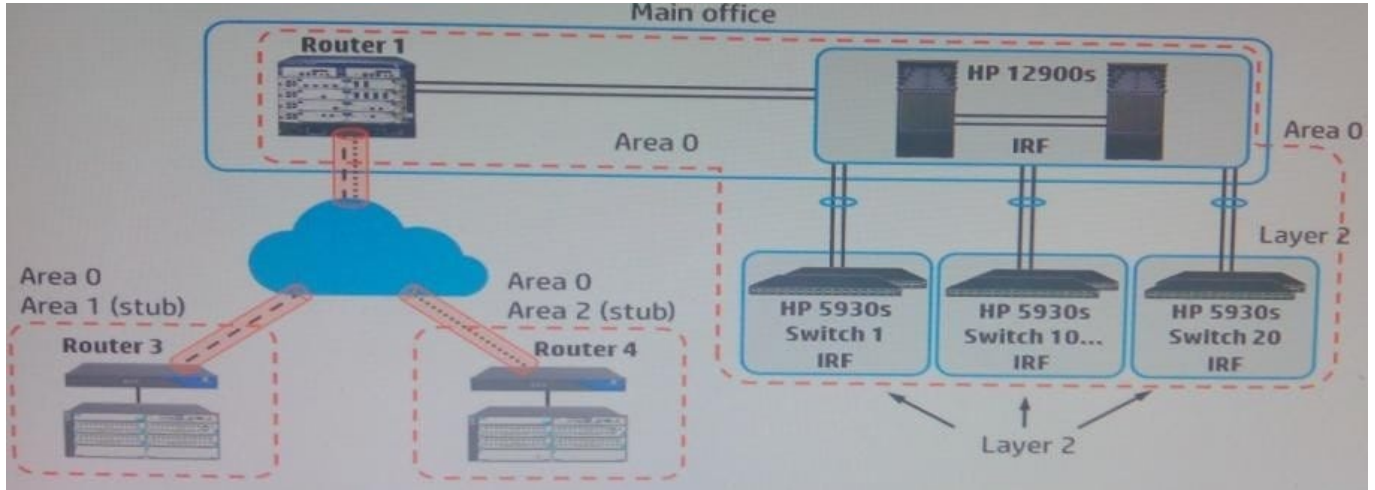 Main office
Router 1
HP 12900s
IRF
Area 0
Area 0
Layer 2
Area 0
Area 1 (stub)
Router 3
Area 0
Area 2 (stub)
Router 4
HP 5930s
Switch 1
IRF
HP 5930s
Switch 10...
IRF
HP 5930s
Switch 20
IRF
Layer 2